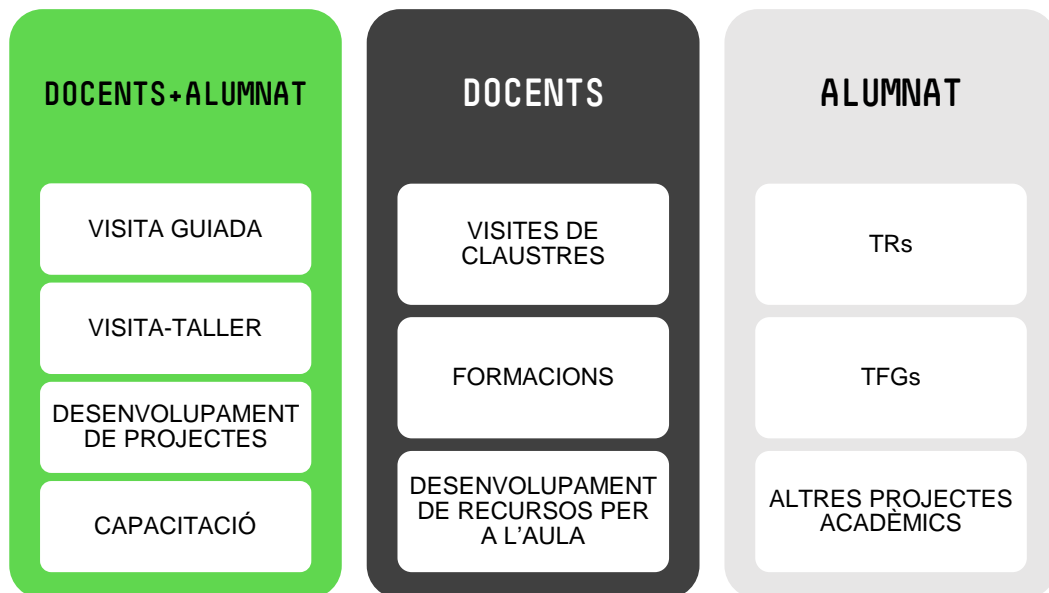 DOCENTS+ALUMNAT
VISITA GUIADA
VISITA-TALLER
DESENVOLUPAMENT
DE PROJECTES
CAPACITACIÓ
DOCENTS
VISITES DE
CLAUSTRES
FORMACIONS
DESENVOLUPAMENT
DE RECURSOS PER
A L’AULA
ALUMNAT
TRs
TFGs
ALTRES PROJECTES
ACADÈMICS